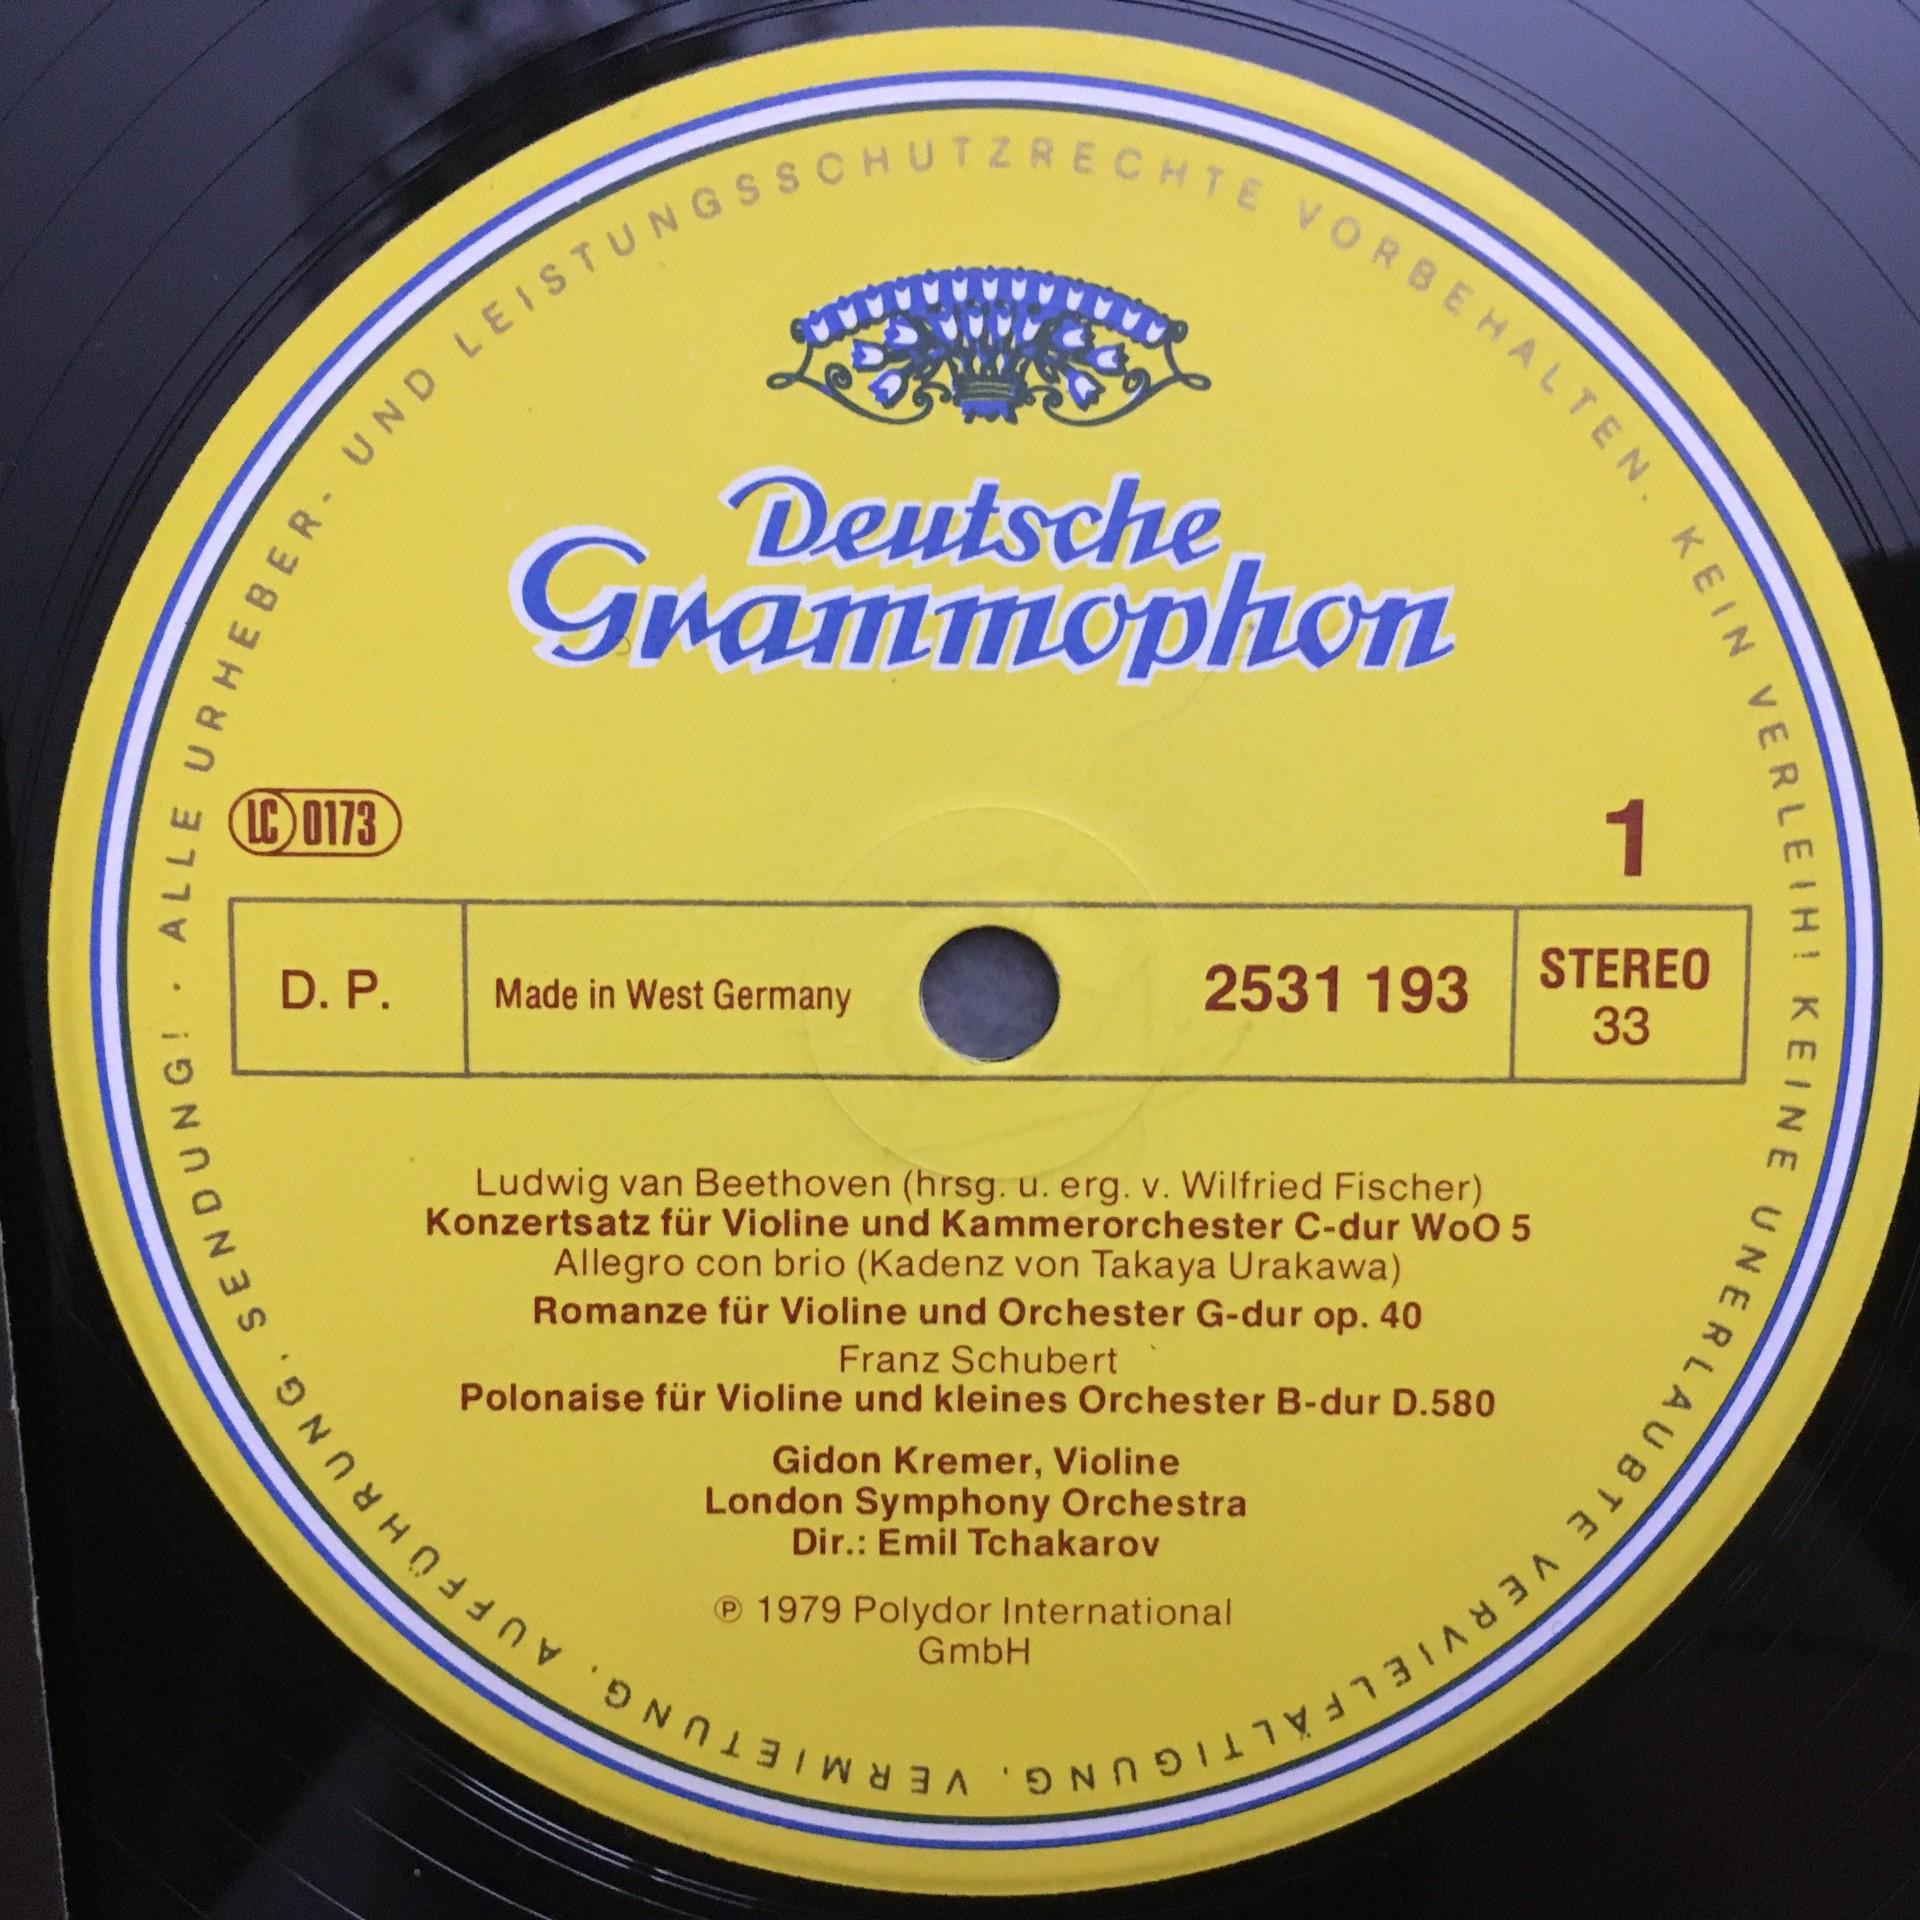 ALLE URHEBER- UND LEISTUNGSSCHUTZRECHTE VORBEHALTEN. KEIN VERLEIH! KEINE UNERLAUBTE VERVIELFÄLTIGUNG, VERMIETUNG, AUFFÜHRUNG, SENDUNG! ·
Deutsche
Grammophon
LC 0173
1
D. P.
Made in West Germany
2531 193
STEREO
33
Ludwig van Beethoven (hrsg. u. erg. v. Wilfried Fischer)
Konzertsatz für Violine und Kammerorchester C-dur WoO 5
Allegro con brio (Kadenz von Takaya Urakawa)
Romanze für Violine und Orchester G-dur op. 40
Franz Schubert
Polonaise für Violine und kleines Orchester B-dur D.580
Gidon Kremer, Violine
London Symphony Orchestra
Dir.: Emil Tchakarov
℗ 1979 Polydor International
GmbH